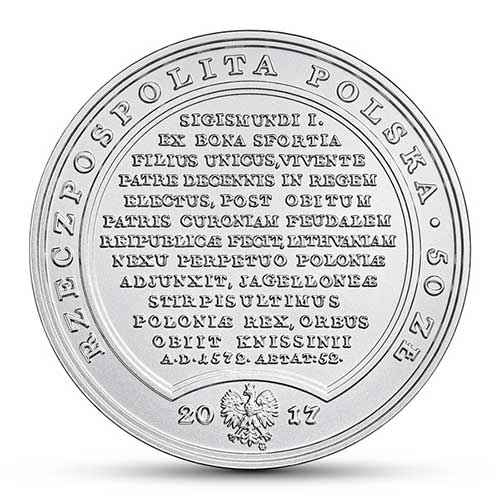 RZECZPOSPOLITA POLSKA · 50 ZŁ
SIGISMUNDI I.
EX BONA SFORTIA
FILIUS UNICUS, VIVENTE
PATRE DECENNIS IN REGEM
ELECTUS, POST OBITUM
PATRIS CURONIAM FEUDALEM
REIPUBLICÆ FECIT, LITHVANIAM
NEXU PERPETUO POLONIÆ
ADJUNXIT, JAGELLONEÆ
STIRPIS ULTIMUS
POLONIÆ REX, ORBUS
OBIIT KNISSINII
A.D. 1572. AETAT: 52.
20 17